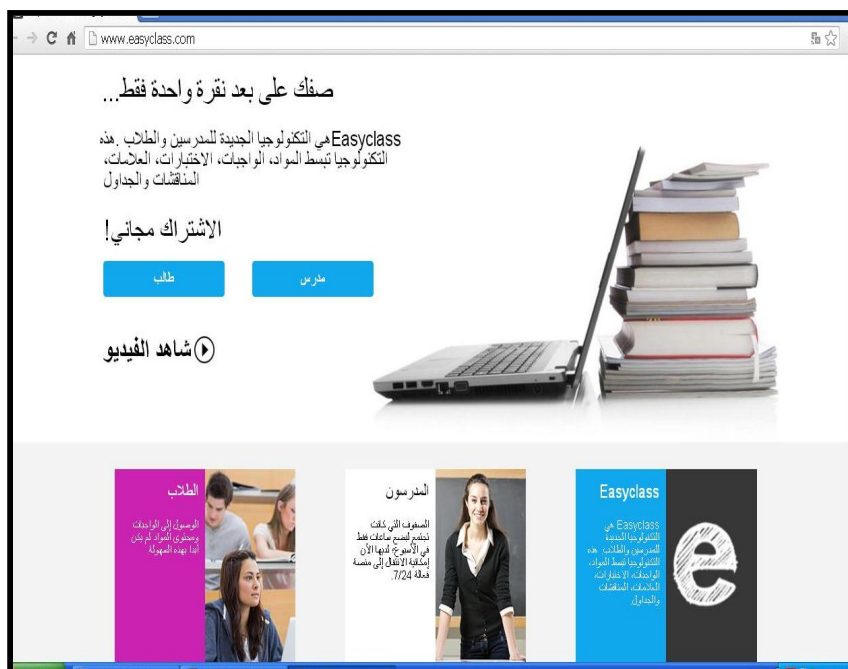 www.easyclass.com
صفك على بعد نقرة واحدة فقط...
Easyclass هي التكنولوجيا الجديدة للمدرسين والطلاب .هذه
التكنولوجيا تبسط المواد، الواجبات، الاختبارات، العلامات،
المناقشات والجداول
الاشتراك مجاني!
طالب
مدرس
شاهد الفيديو
Easyclass
Easyclass هي
التكنولوجيا الجديدة
للمدرسين والطلاب. هذه
التكنولوجيا تبسط المواد،
الواجبات، الاختبارات،
العلامات، المناقشات
والجداول.
e
المدرسون
الصفوف التي كانت
تجتمع لبضع ساعات فقط
في الأسبوع، لديها الآن
إمكانية الانتقال إلى منصة
فعالة 7/24.
الطلاب
الوصول إلى الواجبات
ومحتوى المواد لم يكن
أبدا بهذه السهولة